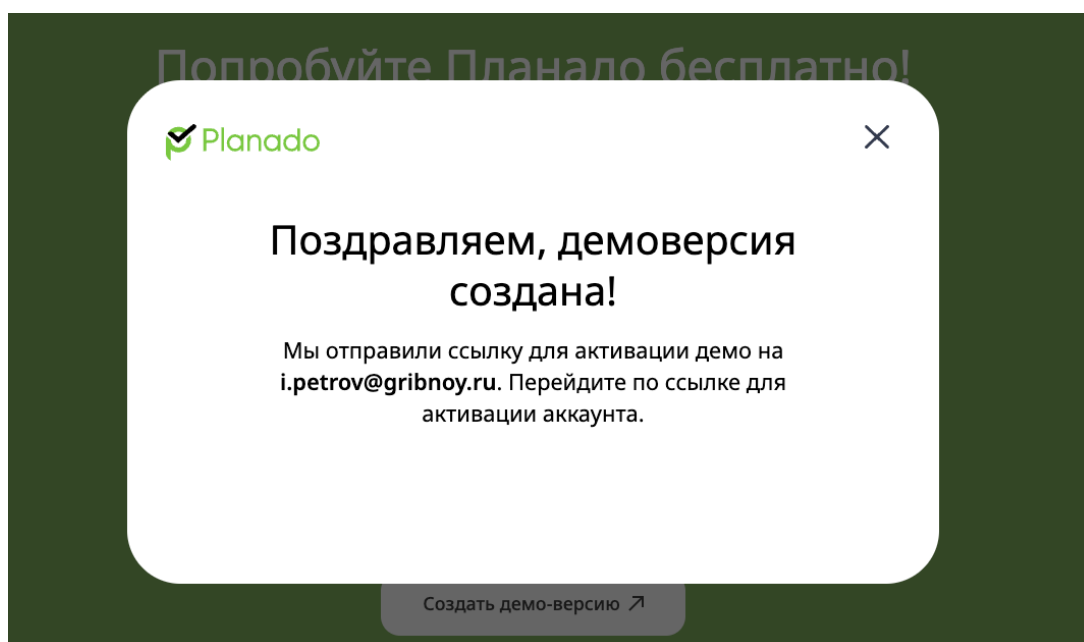 Попробуйте Планадо бесплатно!
Planado
Поздравляем, демоверсия
создана!
Мы отправили ссылку для активации демо на
i.petrov@gribnoy.ru. Перейдите по ссылке для
активации аккаунта.
Создать демо-версию